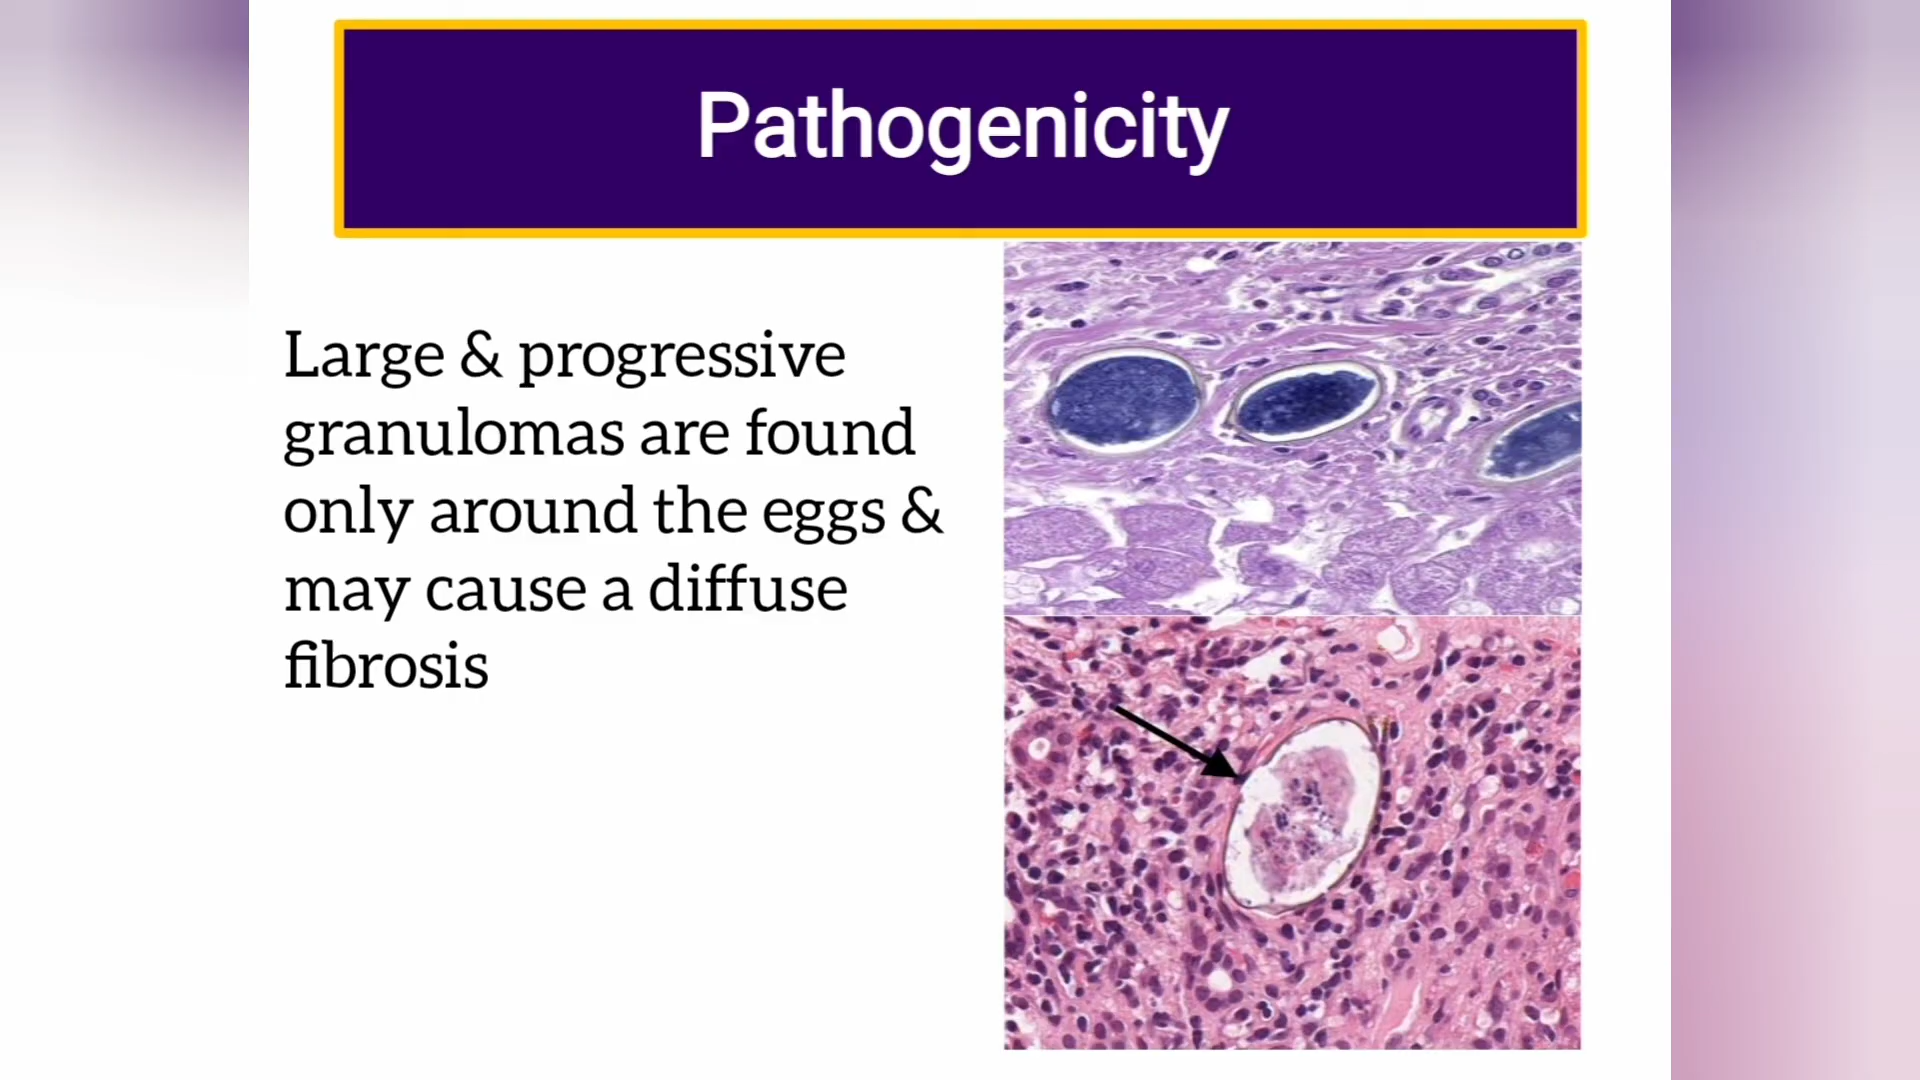 Pathogenicity
Large & progressive
granulomas are found
only around the eggs &
may cause a diffuse
fibrosis